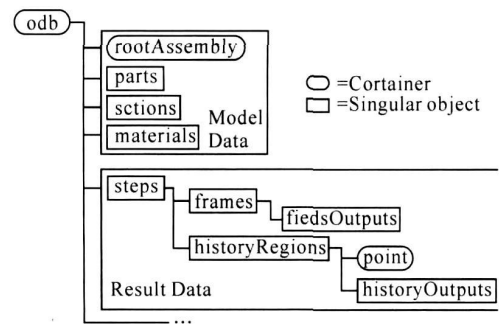 odb
rootAssembly
parts
sctions
materials
Model
Data
=Cortainer
=Singular object
steps
frames
fiedsOutputs
historyRegions
point
historyOutputs
Result Data
...